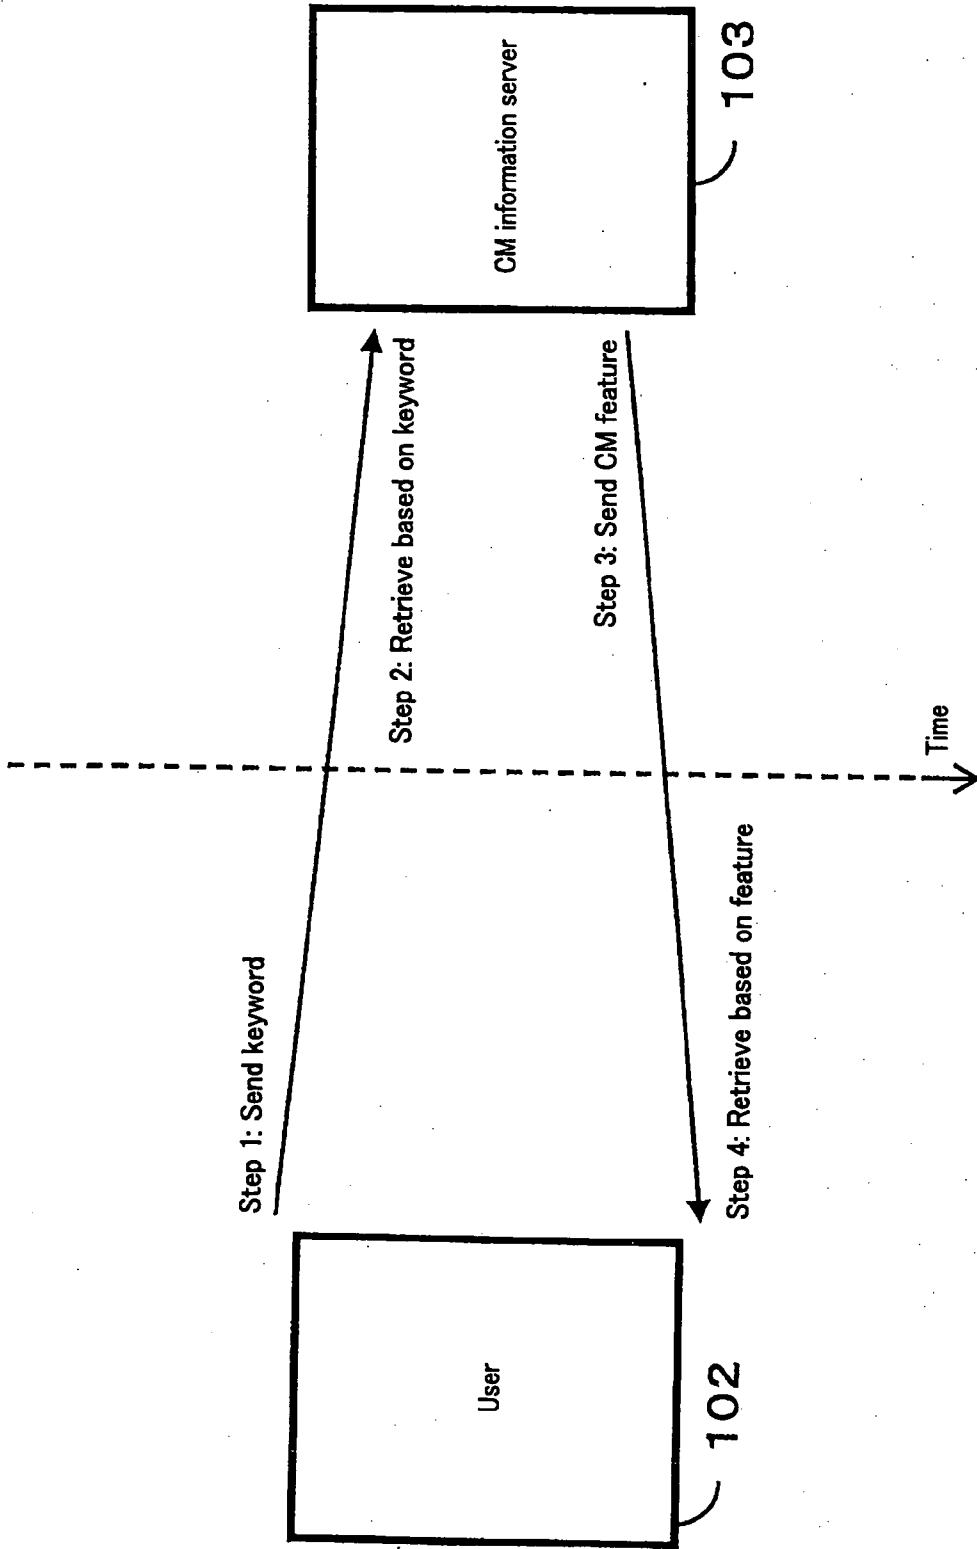 Step 1: Send keyword
Step 2: Retrieve based on keyword
Step 3: Send CM feature
Step 4: Retrieve based on feature
User
102
CM information server
103
Time